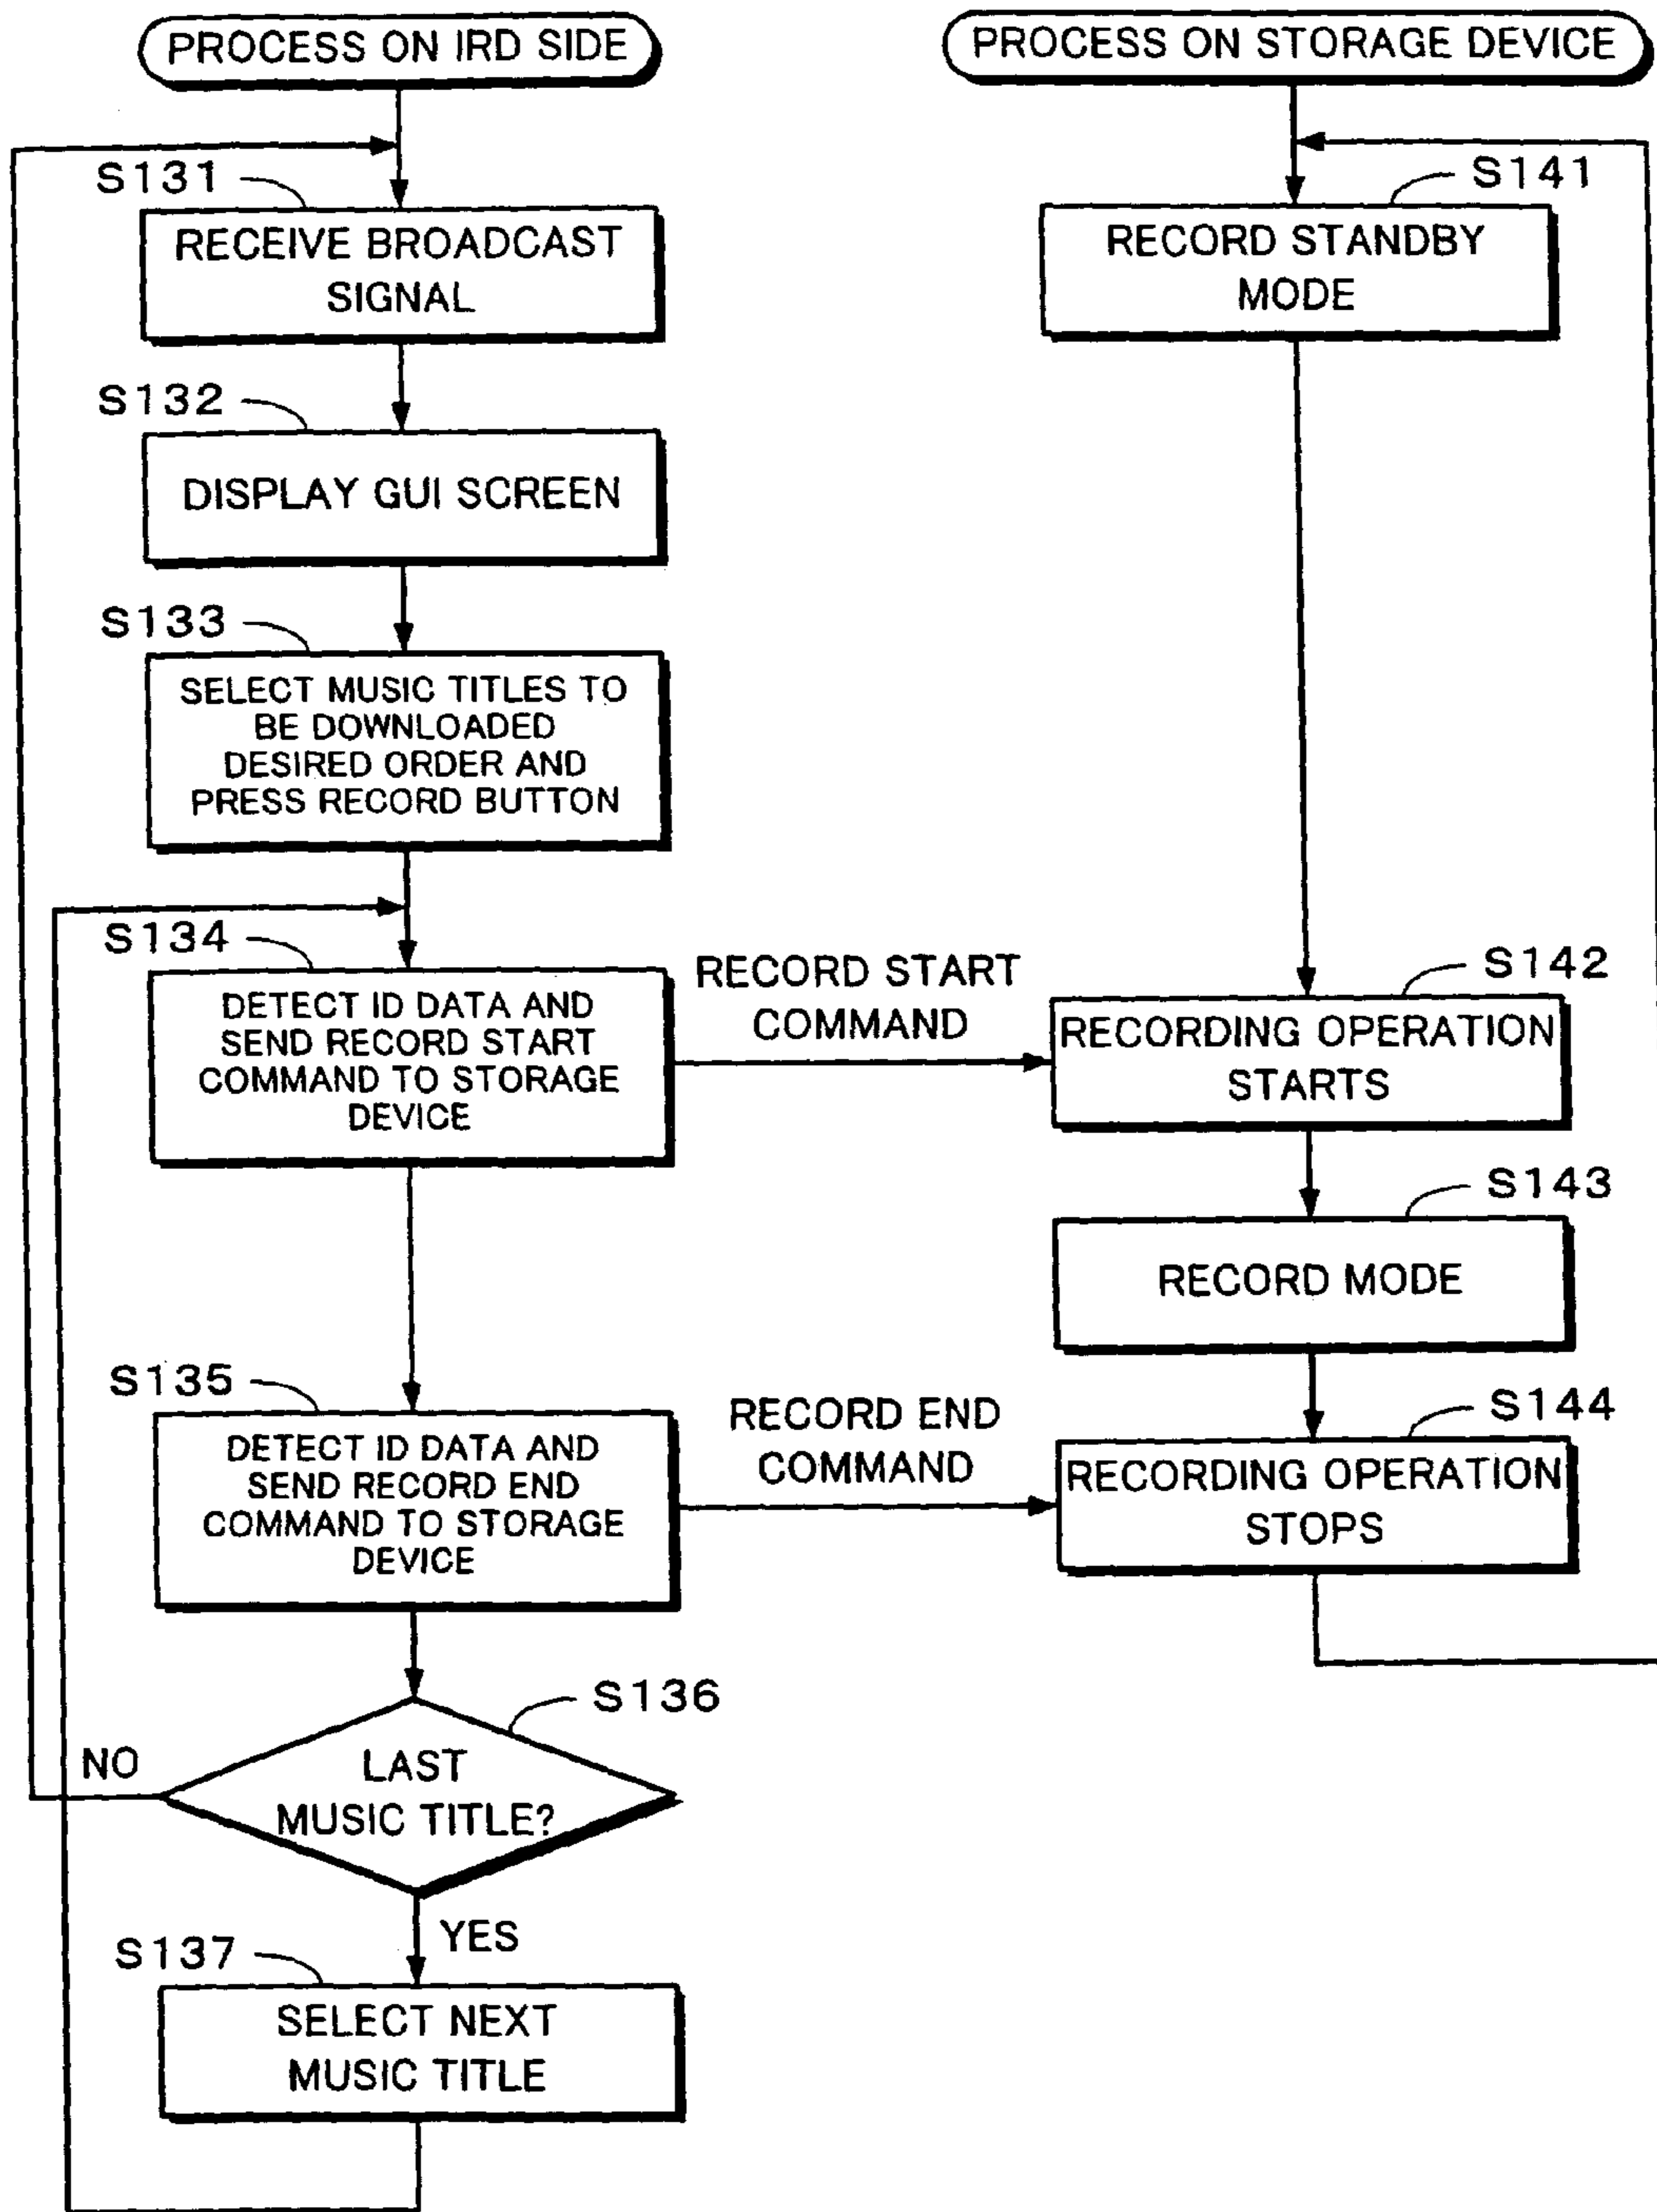 PROCESS ON IRD SIDE
S131
RECEIVE BROADCAST
SIGNAL
S132
DISPLAY GUI SCREEN
S133
SELECT MUSIC TITLES TO
BE DOWNLOADED
DESIRED ORDER AND
PRESS RECORD BUTTON
S134
DETECT ID DATA AND
SEND RECORD START
COMMAND TO STORAGE
DEVICE
RECORD START
COMMAND
S135
DETECT ID DATA AND
SEND RECORD END
COMMAND TO STORAGE
DEVICE
RECORD END
COMMAND
S136
LAST
MUSIC TITLE?
NO
YES
S137
SELECT NEXT
MUSIC TITLE
PROCESS ON STORAGE DEVICE
S141
RECORD STANDBY
MODE
S142
RECORDING OPERATION
STARTS
S143
RECORD MODE
S144
RECORDING OPERATION
STOPS